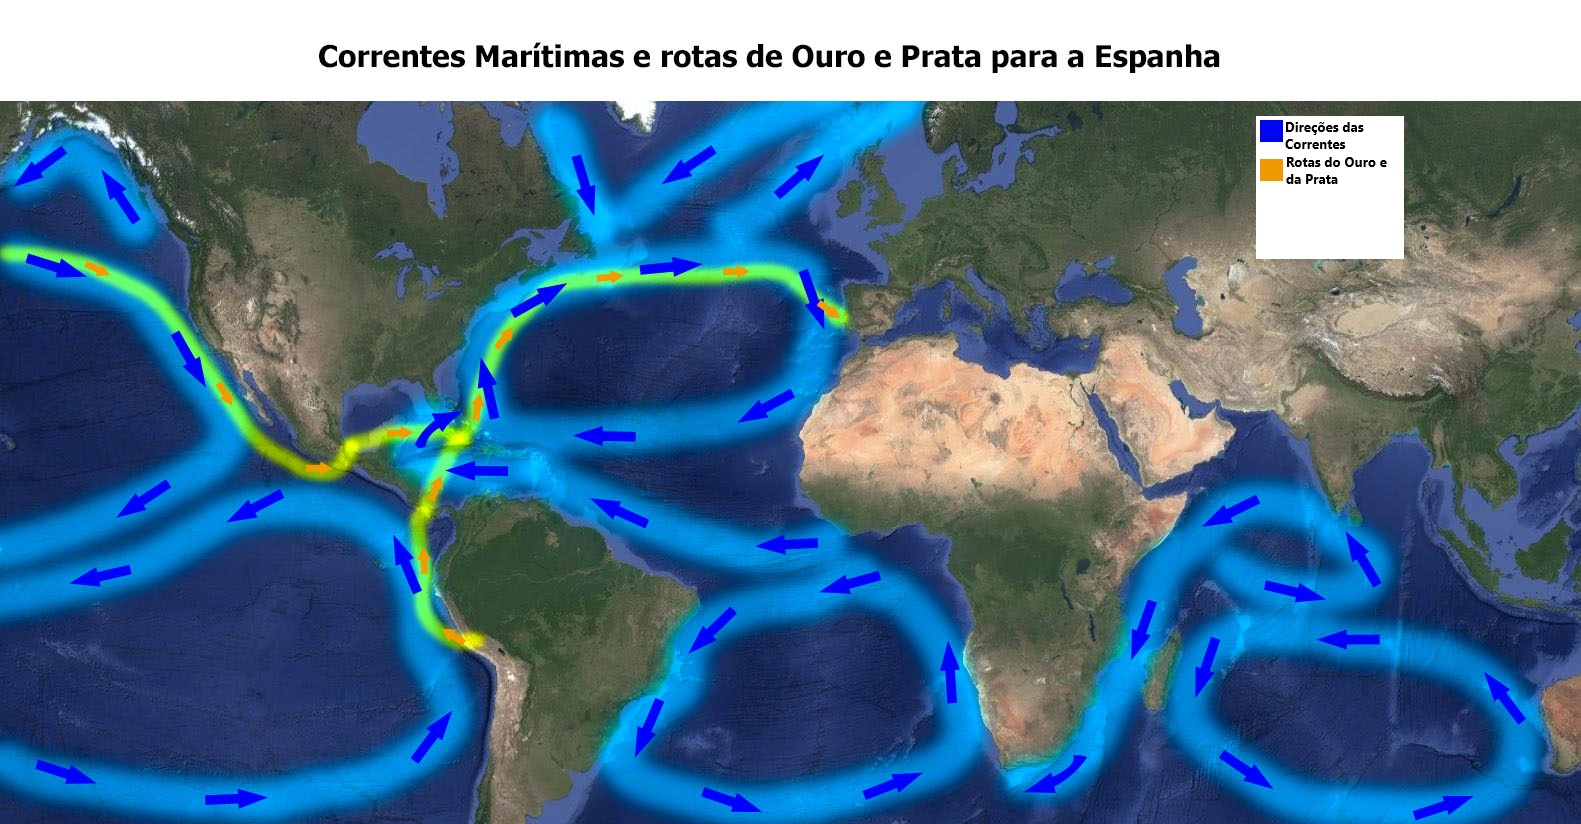 Correntes Marítimas e rotas de Ouro e Prata para a Espanha
Direções das
Correntes
Rotas do Ouro e
da Prata